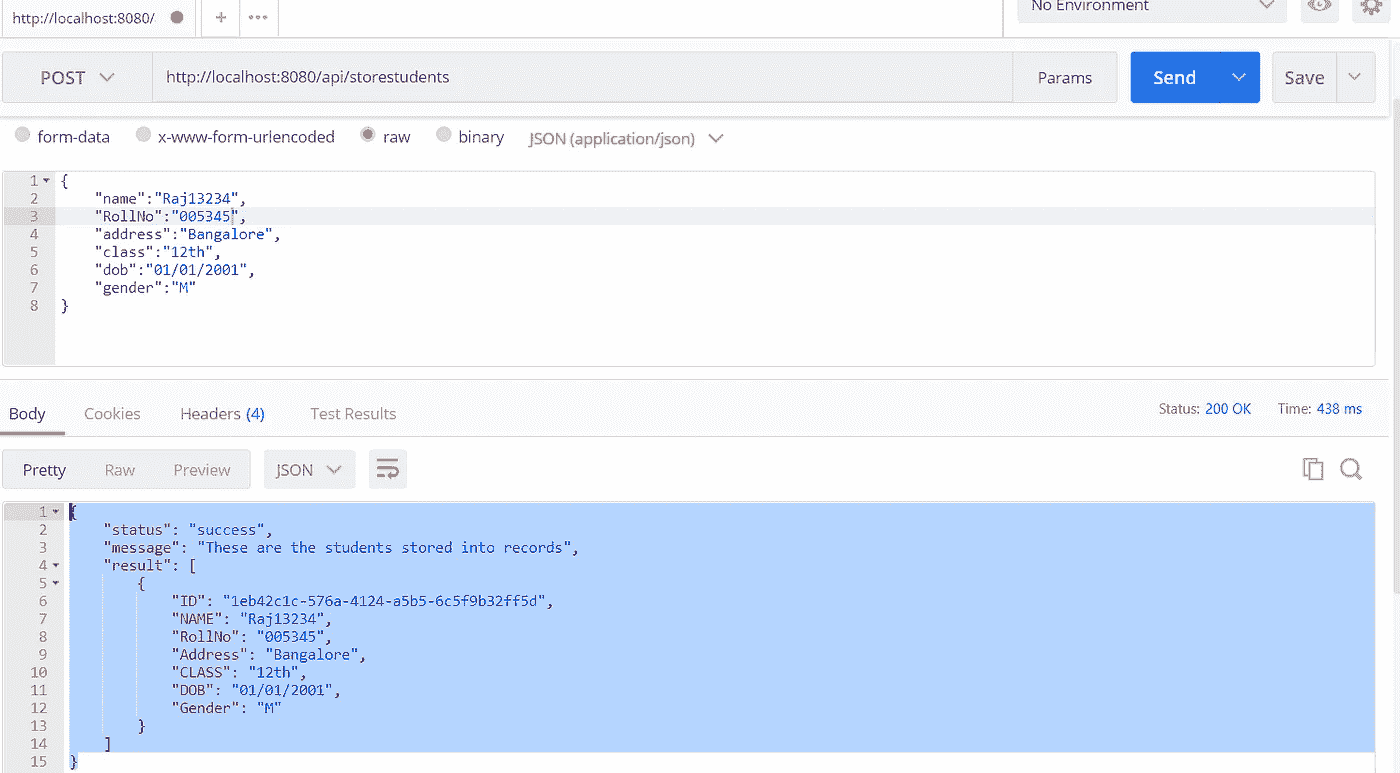 http://localhost:8080/ + ••• No Environment
POST http://localhost:8080/api/storestudents Params Send Save
form-data x-www-form-urlencoded raw binary JSON (application/json)
1 {
2 "name":"Raj13234",
3 "RollNo":"005345",
4 "address":"Bangalore",
5 "class":"12th",
6 "dob":"01/01/2001",
7 "gender":"M"
8 }
Body Cookies Headers (4) Test Results Status: 200 OK Time: 438 ms
Pretty Raw Preview JSON
1 {
2 "status": "success",
3 "message": "These are the students stored into records",
4 "result": [
5 {
6 "ID": "1eb42c1c-576a-4124-a5b5-6c5f9b32ff5d",
7 "NAME": "Raj13234",
8 "RollNo": "005345",
9 "Address": "Bangalore",
10 "CLASS": "12th",
11 "DOB": "01/01/2001",
12 "Gender": "M"
13 }
14 ]
15 }